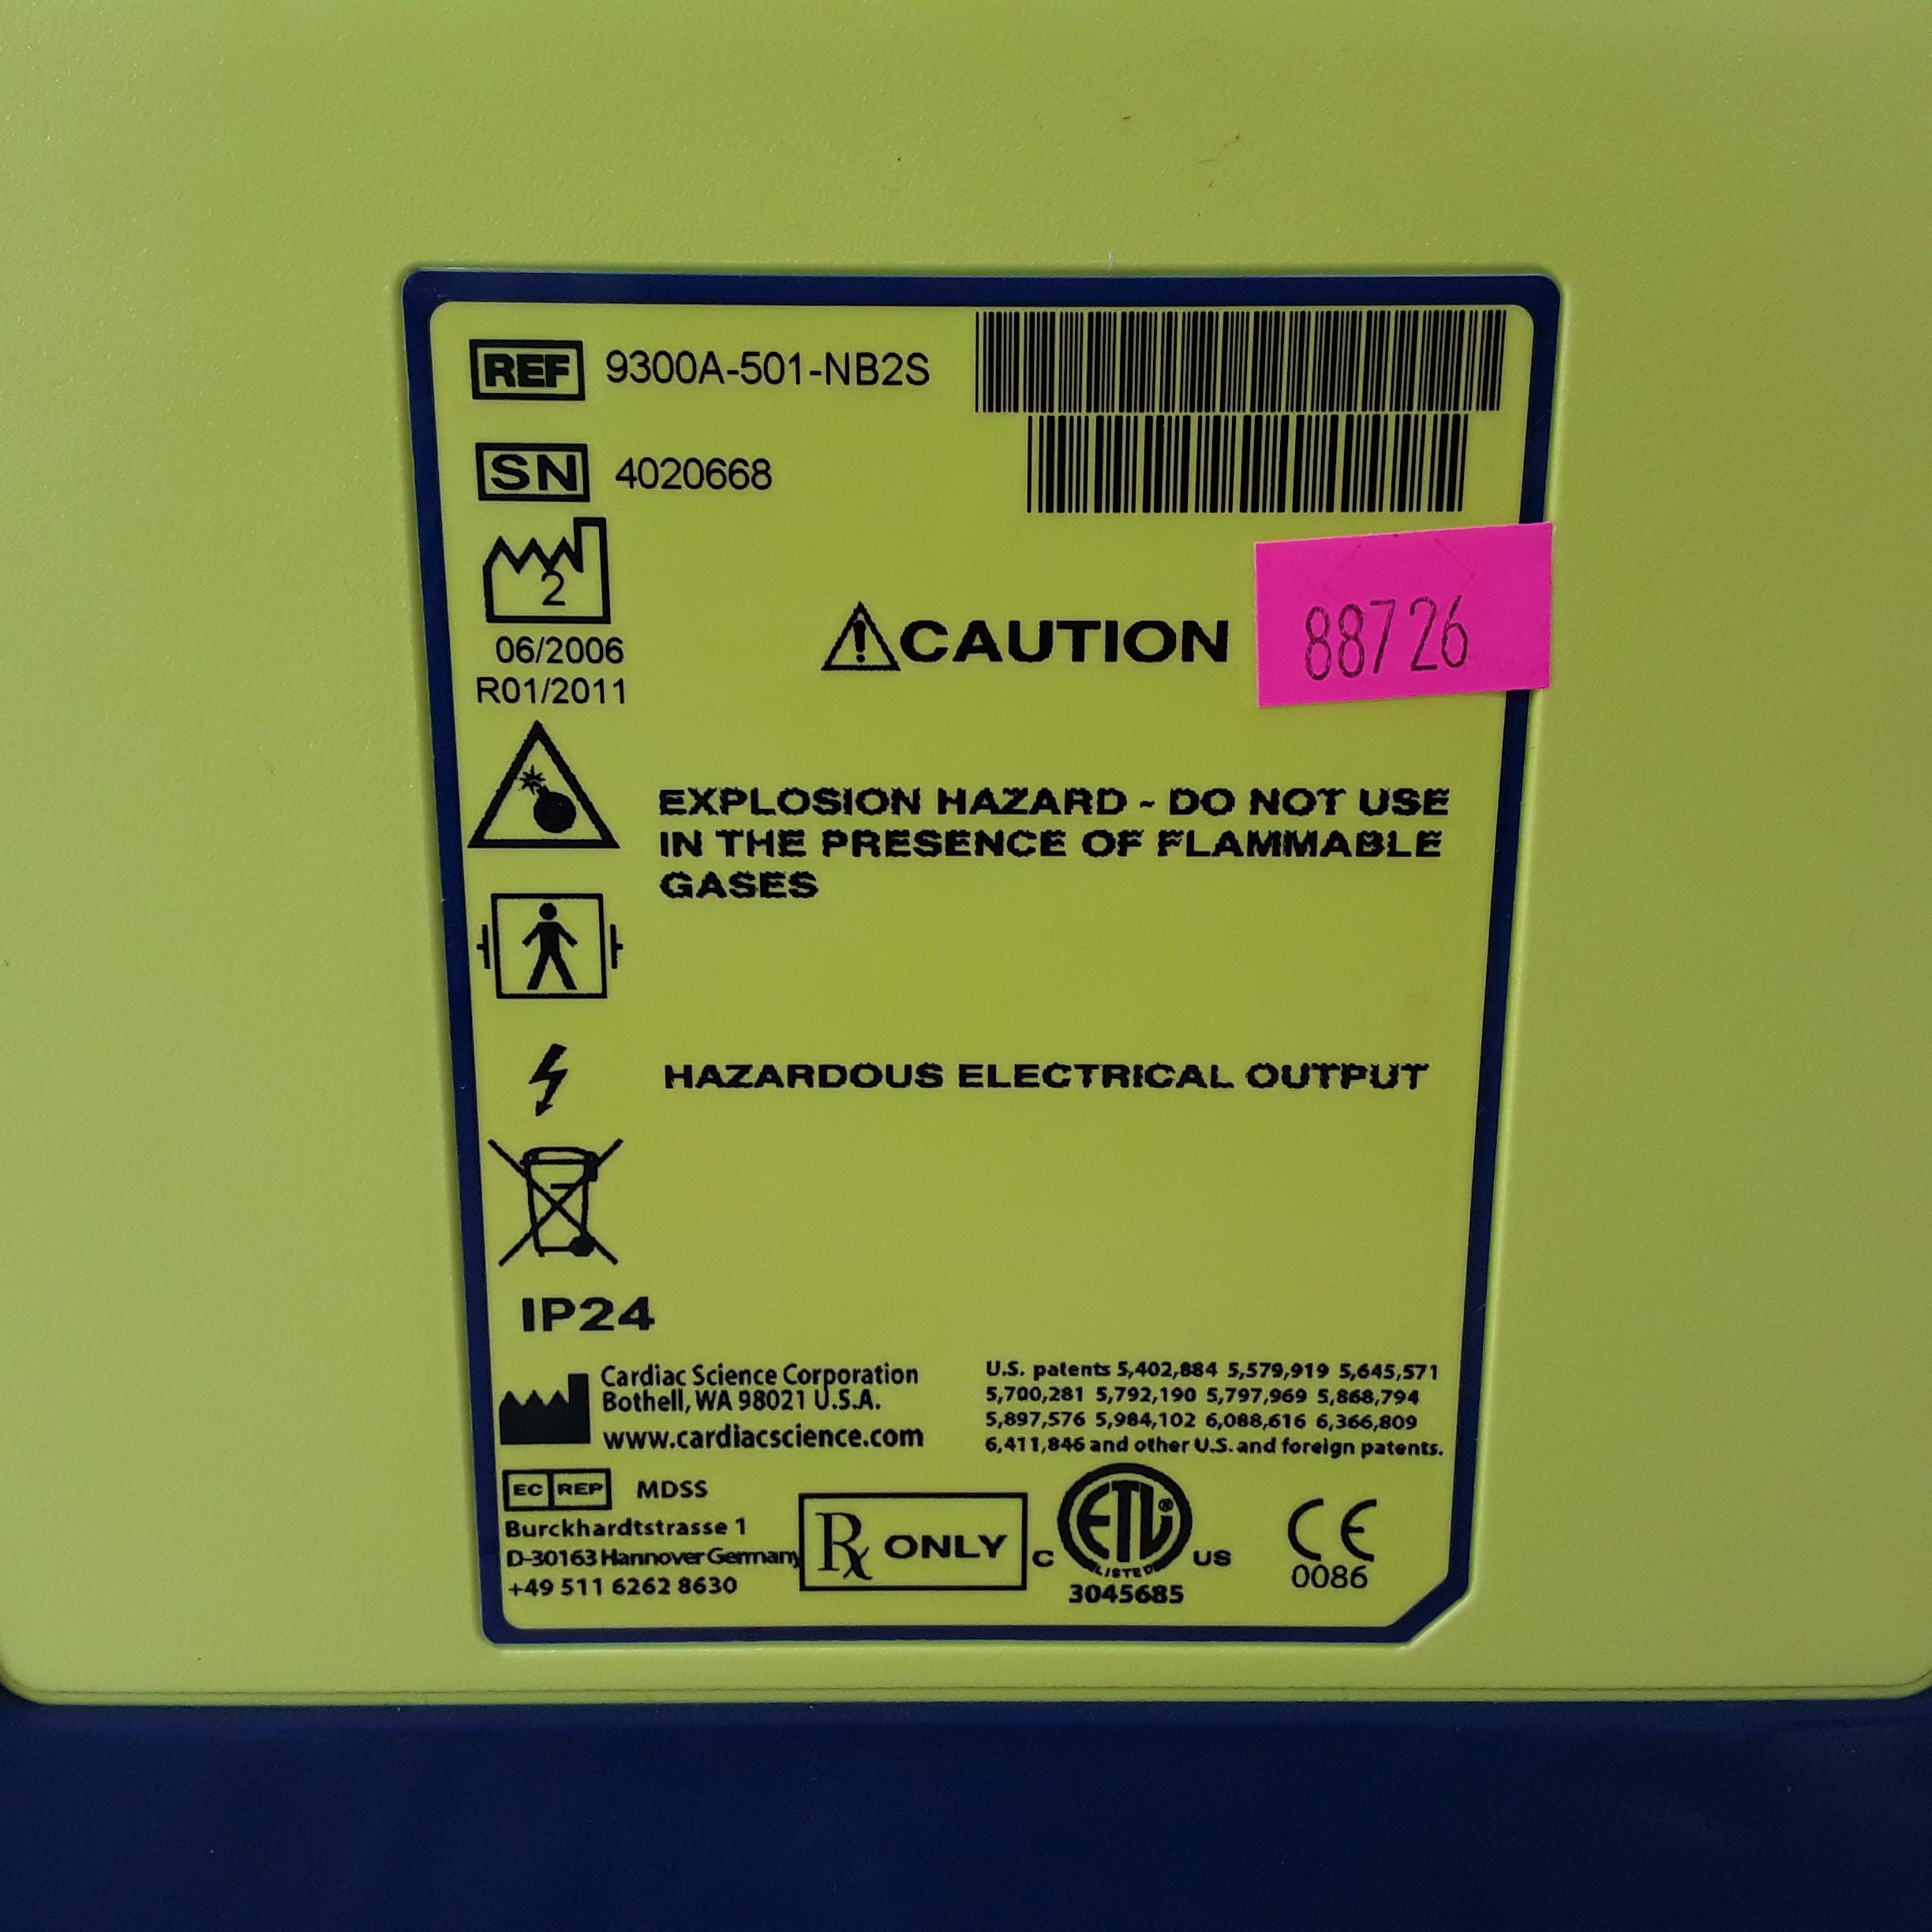 REF 9300A-501-NB2S
SN 4020668
2
06/2006
R01/2011
CAUTION
88726
EXPLOSION HAZARD - DO NOT USE
IN THE PRESENCE OF FLAMMABLE
GASES
HAZARDOUS ELECTRICAL OUTPUT
IP24
Cardiac Science Corporation
Bothell, WA 98021 U.S.A.
www.cardiacscience.com
U.S. patents 5,402,884 5,579,919 5,645,571
5,700,281 5,792,190 5,797,969 5,868,794
5,897,576 5,984,102 6,088,616 6,366,809
6,411,846 and other U.S. and foreign patents.
EC REP MDSS
Burckhardtstrasse 1
D-30163 Hannover Germany
+49 511 6262 8630
Rx ONLY
C ETL ® US
LISTED
3045685
CE
0086